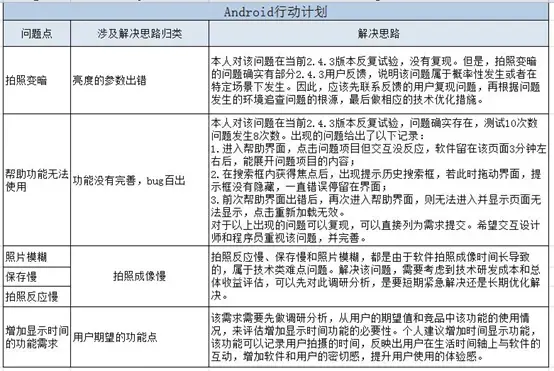 Android行动计划
问题点 涉及解决思路归类 解决思路
拍照变暗
亮度的参数出错
本人对该问题在当前2.4.3版本反复试验，没有复现。但是，拍照变暗
的问题确实有部分2.4.3用户反馈，说明该问题属于概率性发生或者在
特定场景下发生。因此，应该先联系反馈的用户复现问题，再根据问题
发生的环境追查问题的根源，最后做相应的技术优化措施。
帮助功能无法
使用
功能没有完善，bug百出
本人对该问题在当前2.4.3版本反复试验，问题确实存在，测试10次数
问题发生8次数。出现的问题给出了以下记录：
1.进入帮助界面，点击问题项目但交互没反应，软件留在该页面3分钟左
右后，能展开问题项目的内容；
2.在搜索框内获得焦点后，出现提示历史搜索框，若此时拖动界面，提
示框没有隐藏，一直错误停留在界面；
3.前次帮助界面出错后，再次进入帮助界面，则无法进入并显示页面无
法显示，点击重新加载无效。
对于以上出现的问题可以复现，可以直接列为需求提交。希望交互设计
师和程序员重视该问题，并完善。
照片模糊
保存慢
拍照反应慢
拍照成像慢
拍照反应慢、保存慢和照片模糊，都是由于软件拍照成像时间长导致
的，属于技术类难点问题。解决该问题，需要考虑到技术研发成本和总
体收益评估，可以先对此调研分析，是要短期紧急解决还是长期优化解
决。
增加显示时间
的功能需求
用户期望的功能点
该需求需要先做调研分析，从用户的期望值和竞品中该功能的使用情
况，来评估增加显示时间功能的必要性。个人建议增加时间显示功能，
该功能可以记录用户拍摄的时间，反映出用户在生活时间轴上与软件的
互动，增加软件和用户的密切感，提升用户使用的体验感。